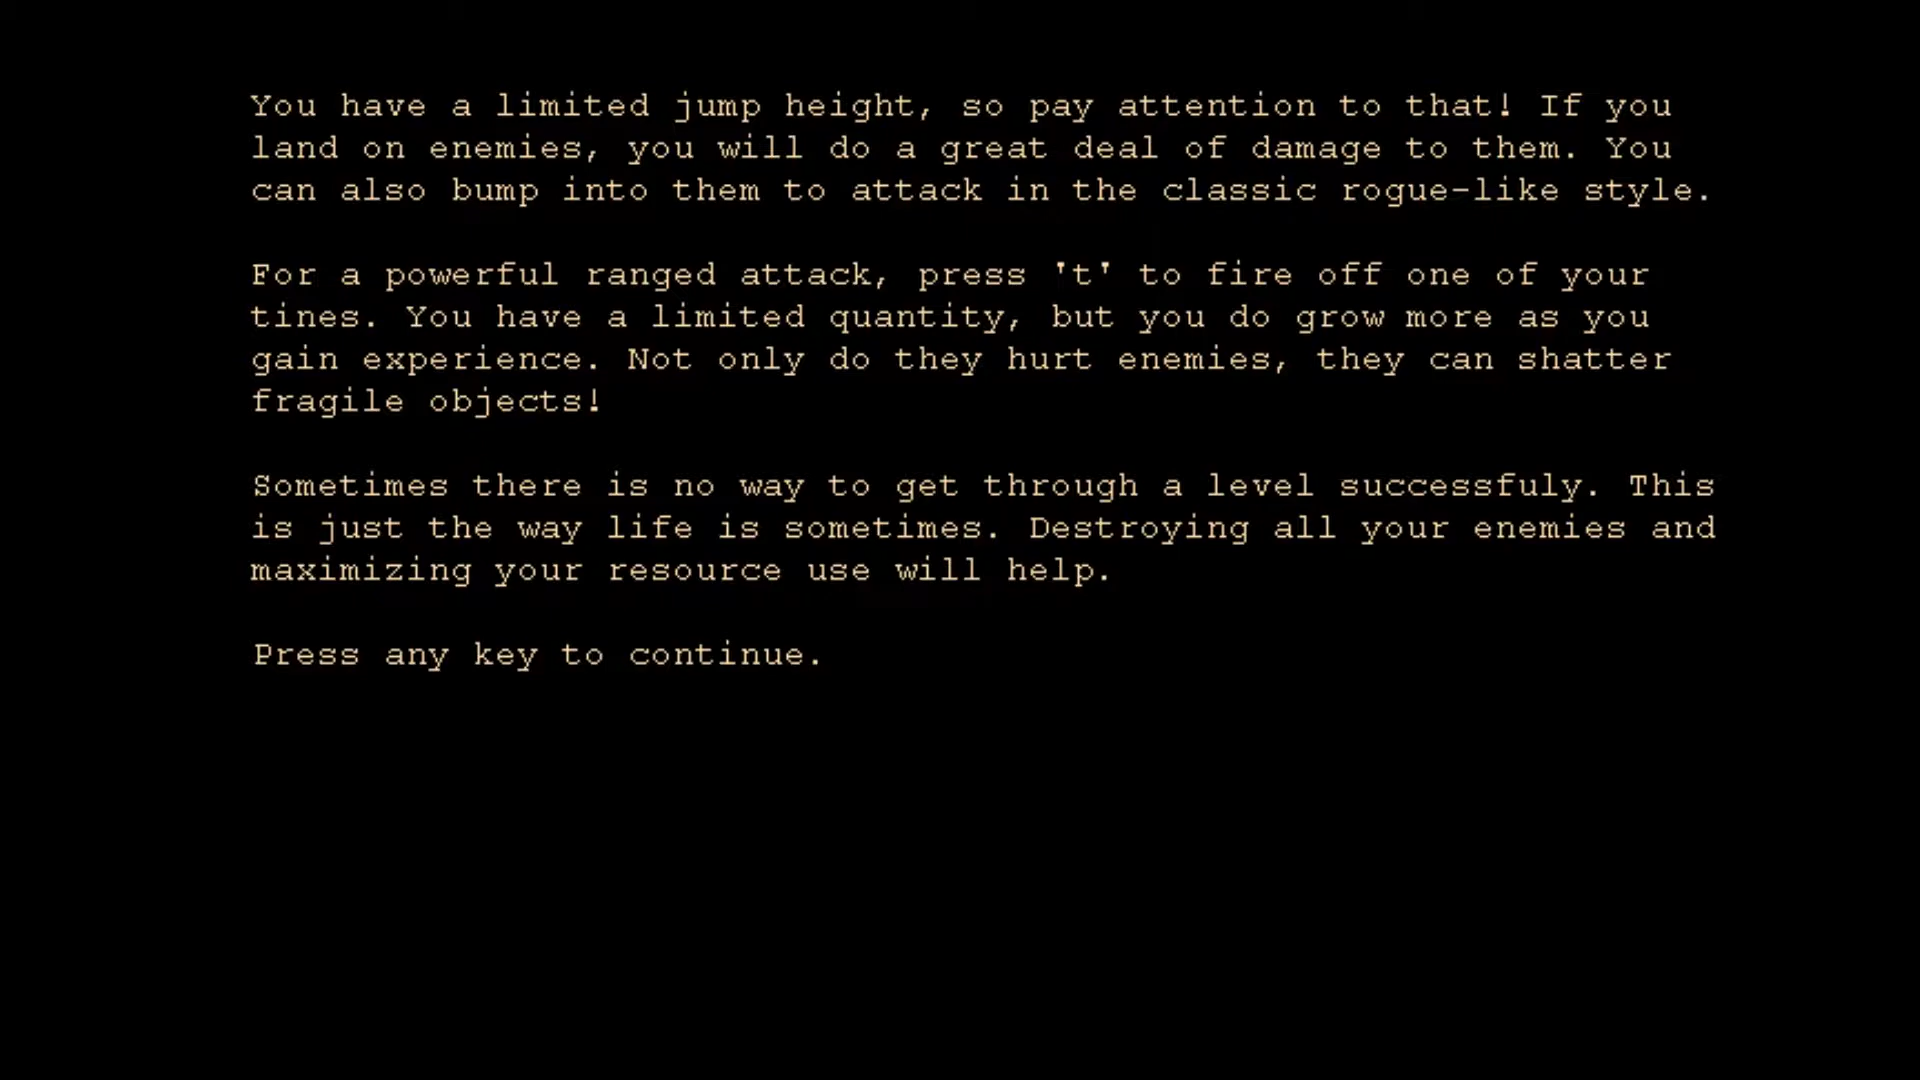 You have a limited jump height, so pay attention to that! If you
land on enemies, you will do a great deal of damage to them. You
can also bump into them to attack in the classic rogue-like style.
For a powerful ranged attack, press 't' to fire off one of your
tines. You have a limited quantity, but you do grow more as you
gain experience. Not only do they hurt enemies, they can shatter
fragile objects!
Sometimes there is no way to get through a level successfuly. This
is just the way life is sometimes. Destroying all your enemies and
maximizing your resource use will help.
Press any key to continue.